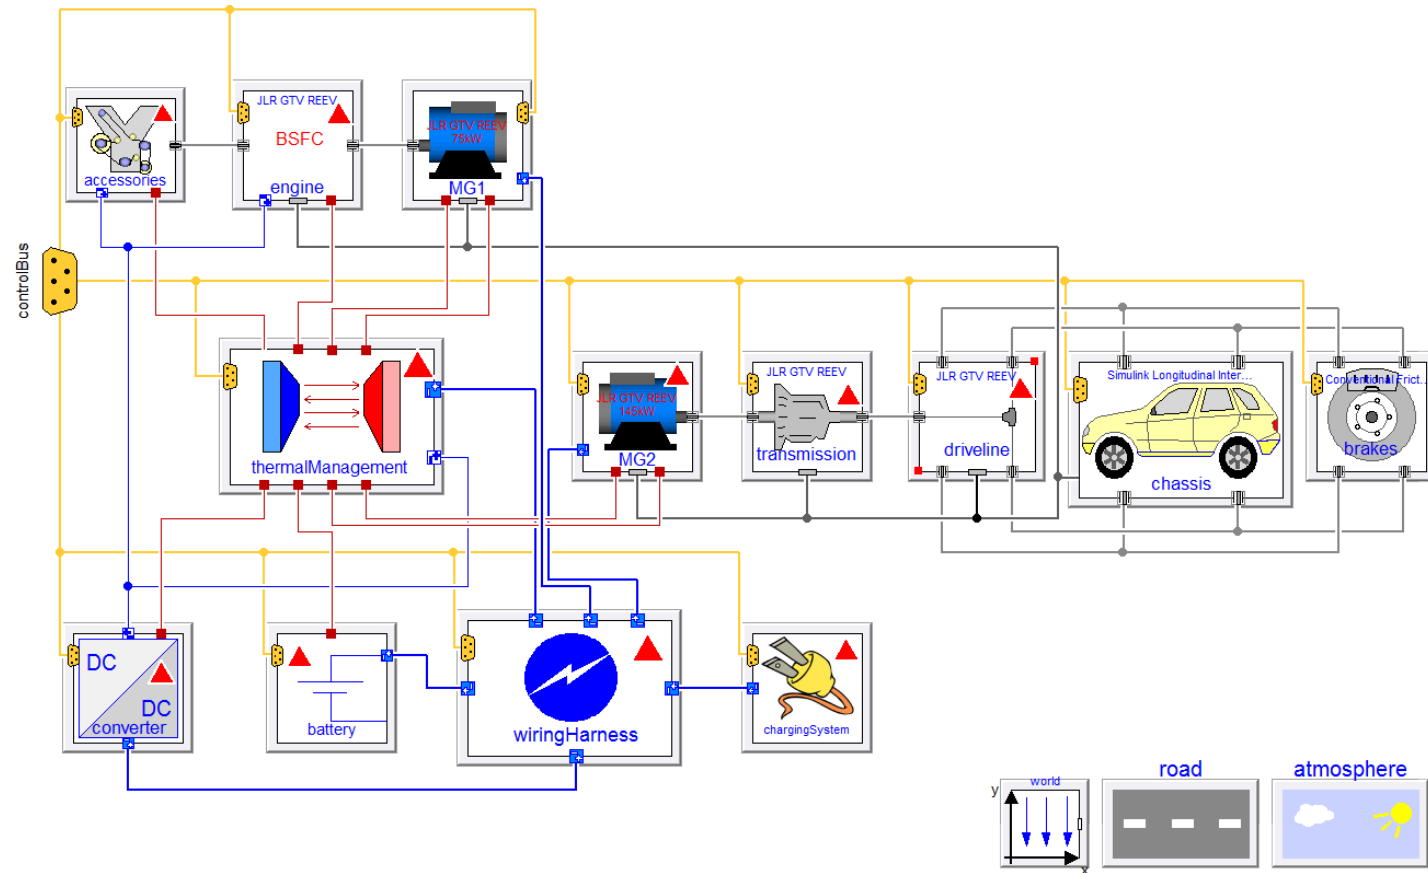 JLR GTV REEV
BSFC
engine
accessories
JLR GTV REEV
75kW
MG1
controlBus
thermalManagement
JLR GTV REEV
145kW
MG2
JLR GTV REEV
transmission
JLR GTV REEV
driveline
Simulink Longitudinal Inter...
chassis
Conventional Frict...
brakes
DC
DC
converter
battery
wiringHarness
chargingSystem
world
y
x
road
atmosphere